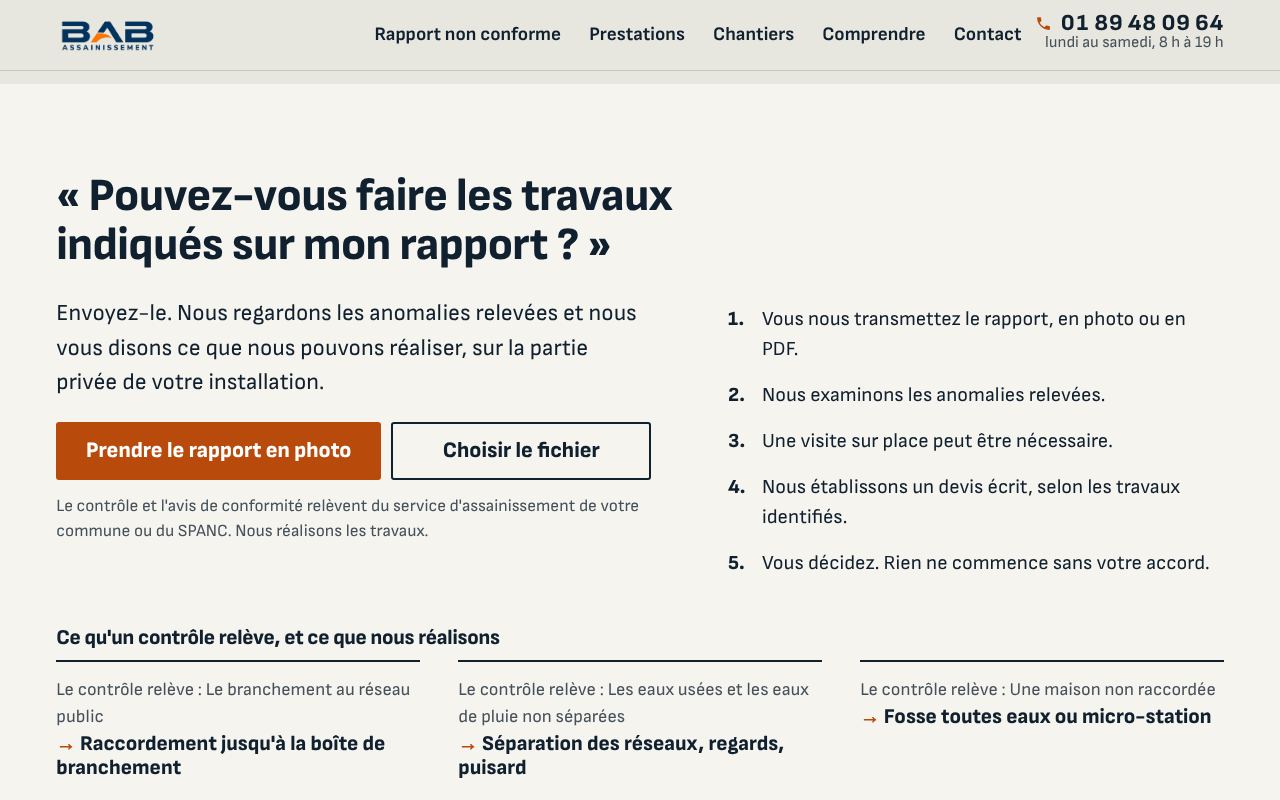 BAB
ASSAINISSEMENT
Rapport non conforme
Prestations
Chantiers
Comprendre
Contact
01 89 48 09 64
lundi au samedi, 8 h à 19 h
« Pouvez-vous faire les travaux
indiqués sur mon rapport ? »
Envoyez-le. Nous regardons les anomalies relevées et nous
vous disons ce que nous pouvons réaliser, sur la partie
privée de votre installation.
Prendre le rapport en photo
Choisir le fichier
Le contrôle et l'avis de conformité relèvent du service d'assainissement de votre
commune ou du SPANC. Nous réalisons les travaux.
1. Vous nous transmettez le rapport, en photo ou en
PDF.
2. Nous examinons les anomalies relevées.
3. Une visite sur place peut être nécessaire.
4. Nous établissons un devis écrit, selon les travaux
identifiés.
5. Vous décidez. Rien ne commence sans votre accord.
Ce qu'un contrôle relève, et ce que nous réalisons
Le contrôle relève : Le branchement au réseau
public
→ Raccordement jusqu'à la boîte de
branchement
Le contrôle relève : Les eaux usées et les eaux
de pluie non séparées
→ Séparation des réseaux, regards,
puisard
Le contrôle relève : Une maison non raccordée
→ Fosse toutes eaux ou micro-station